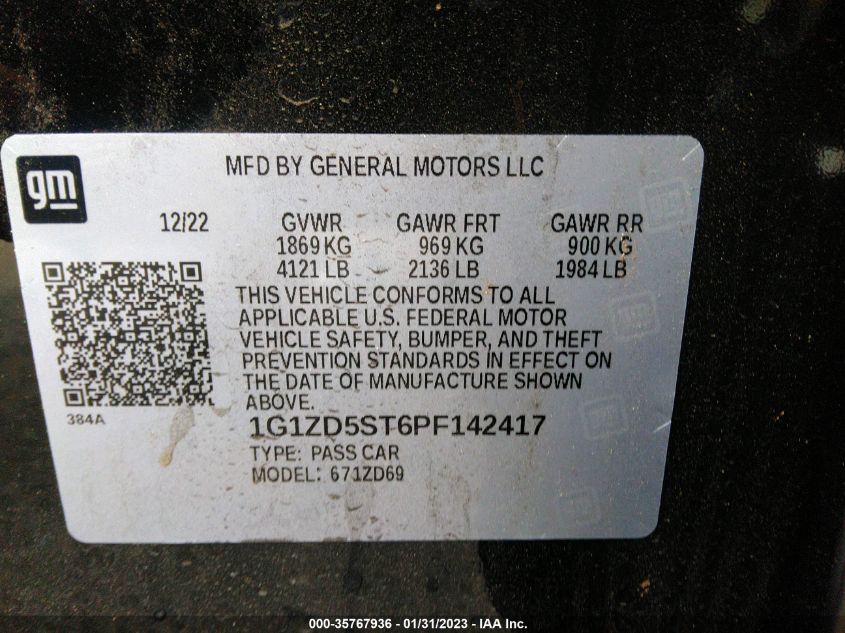 gm
MFD BY GENERAL MOTORS LLC
12/22 GVWR GAWR FRT GAWR RR
1869 KG 969 KG 900 KG
4121 LB 2136 LB 1984 LB
THIS VEHICLE CONFORMS TO ALL
APPLICABLE U.S. FEDERAL MOTOR
VEHICLE SAFETY, BUMPER, AND THEFT
PREVENTION STANDARDS IN EFFECT ON
THE DATE OF MANUFACTURE SHOWN
ABOVE.
384A
1G1ZD5ST6PF142417
TYPE: PASS CAR
MODEL: 671ZD69
000-35767936 - 01/31/2023 - IAA Inc.